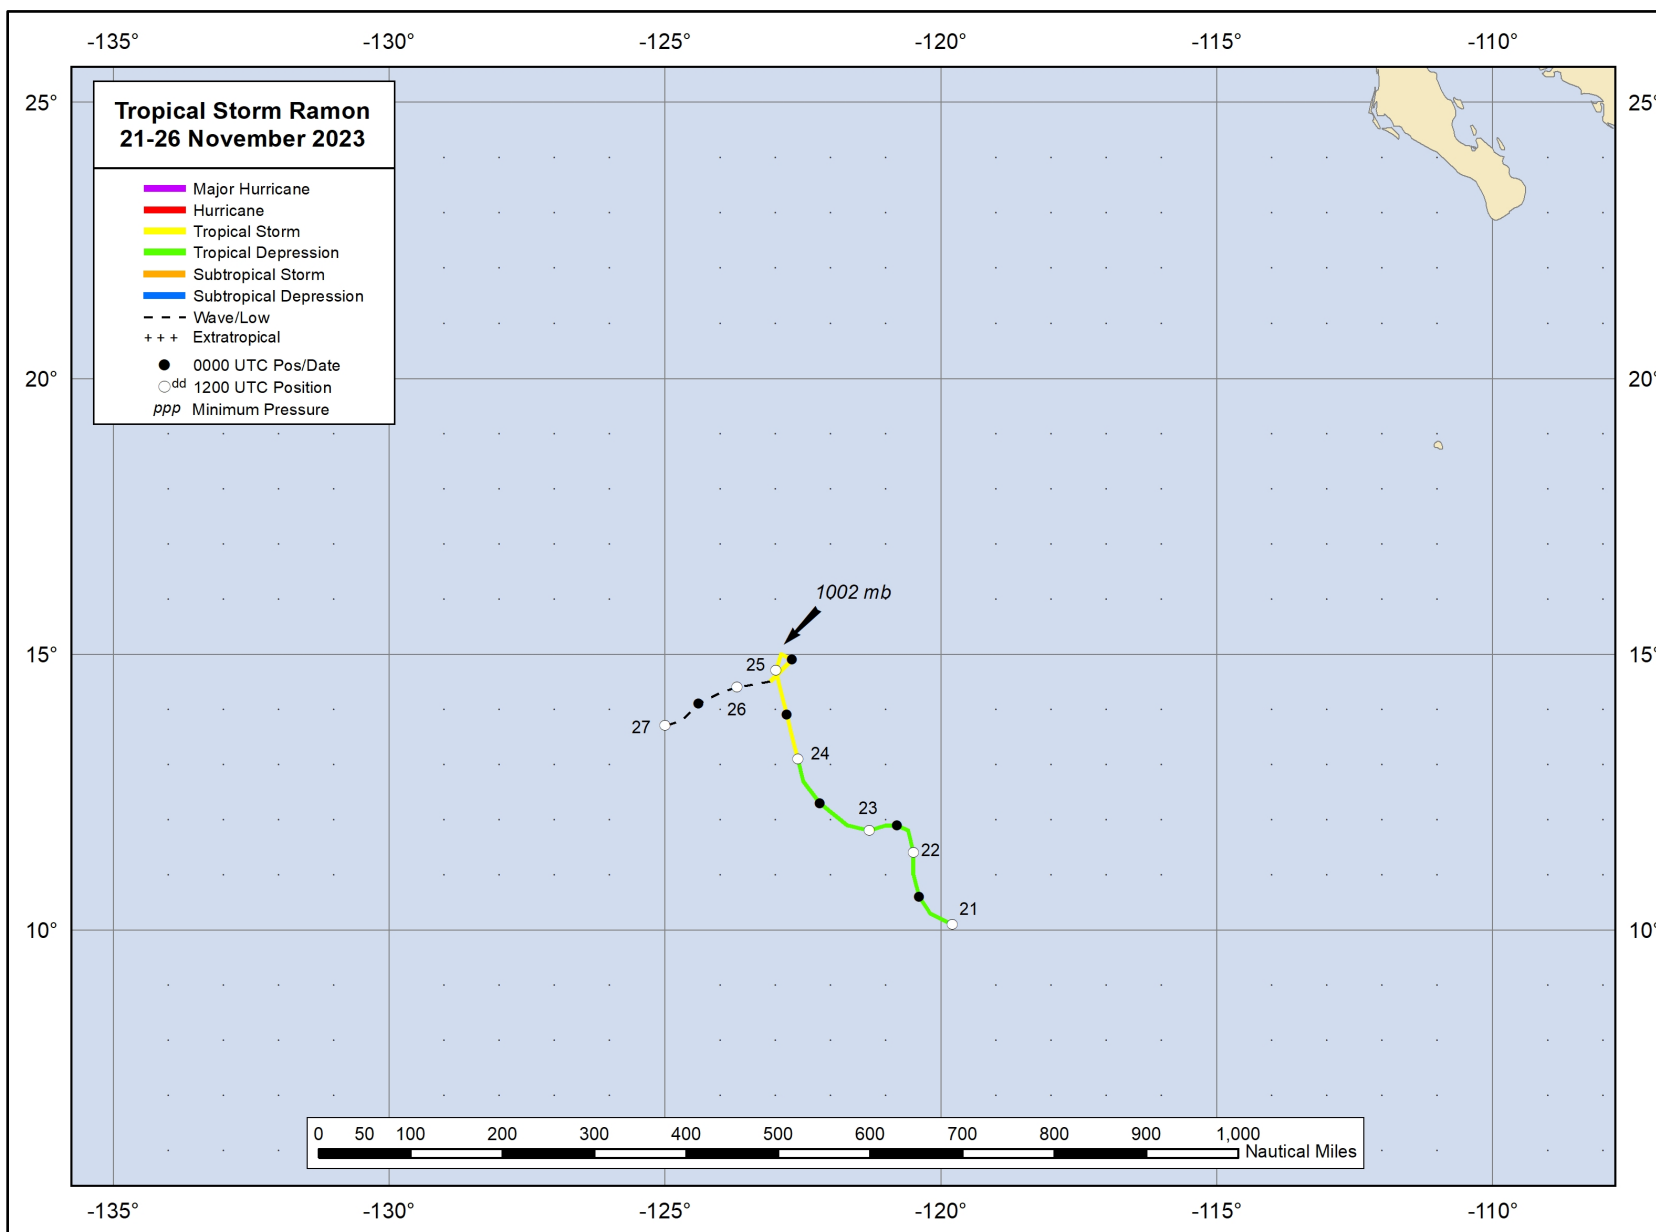 -135° -130° -125° -120° -115° -110°
25° 25°
Tropical Storm Ramon
21-26 November 2023
Major Hurricane
Hurricane
Tropical Storm
Tropical Depression
Subtropical Storm
Subtropical Depression
Wave/Low
+ + + Extratropical
0000 UTC Pos/Date
dd 1200 UTC Position
ppp Minimum Pressure
20° 20°
1002 mb
15° 15°
25
26
27
24
23
22
21
10° 10°
0 50 100 200 300 400 500 600 700 800 900 1,000
Nautical Miles
-135° -130° -125° -120° -115° -110°